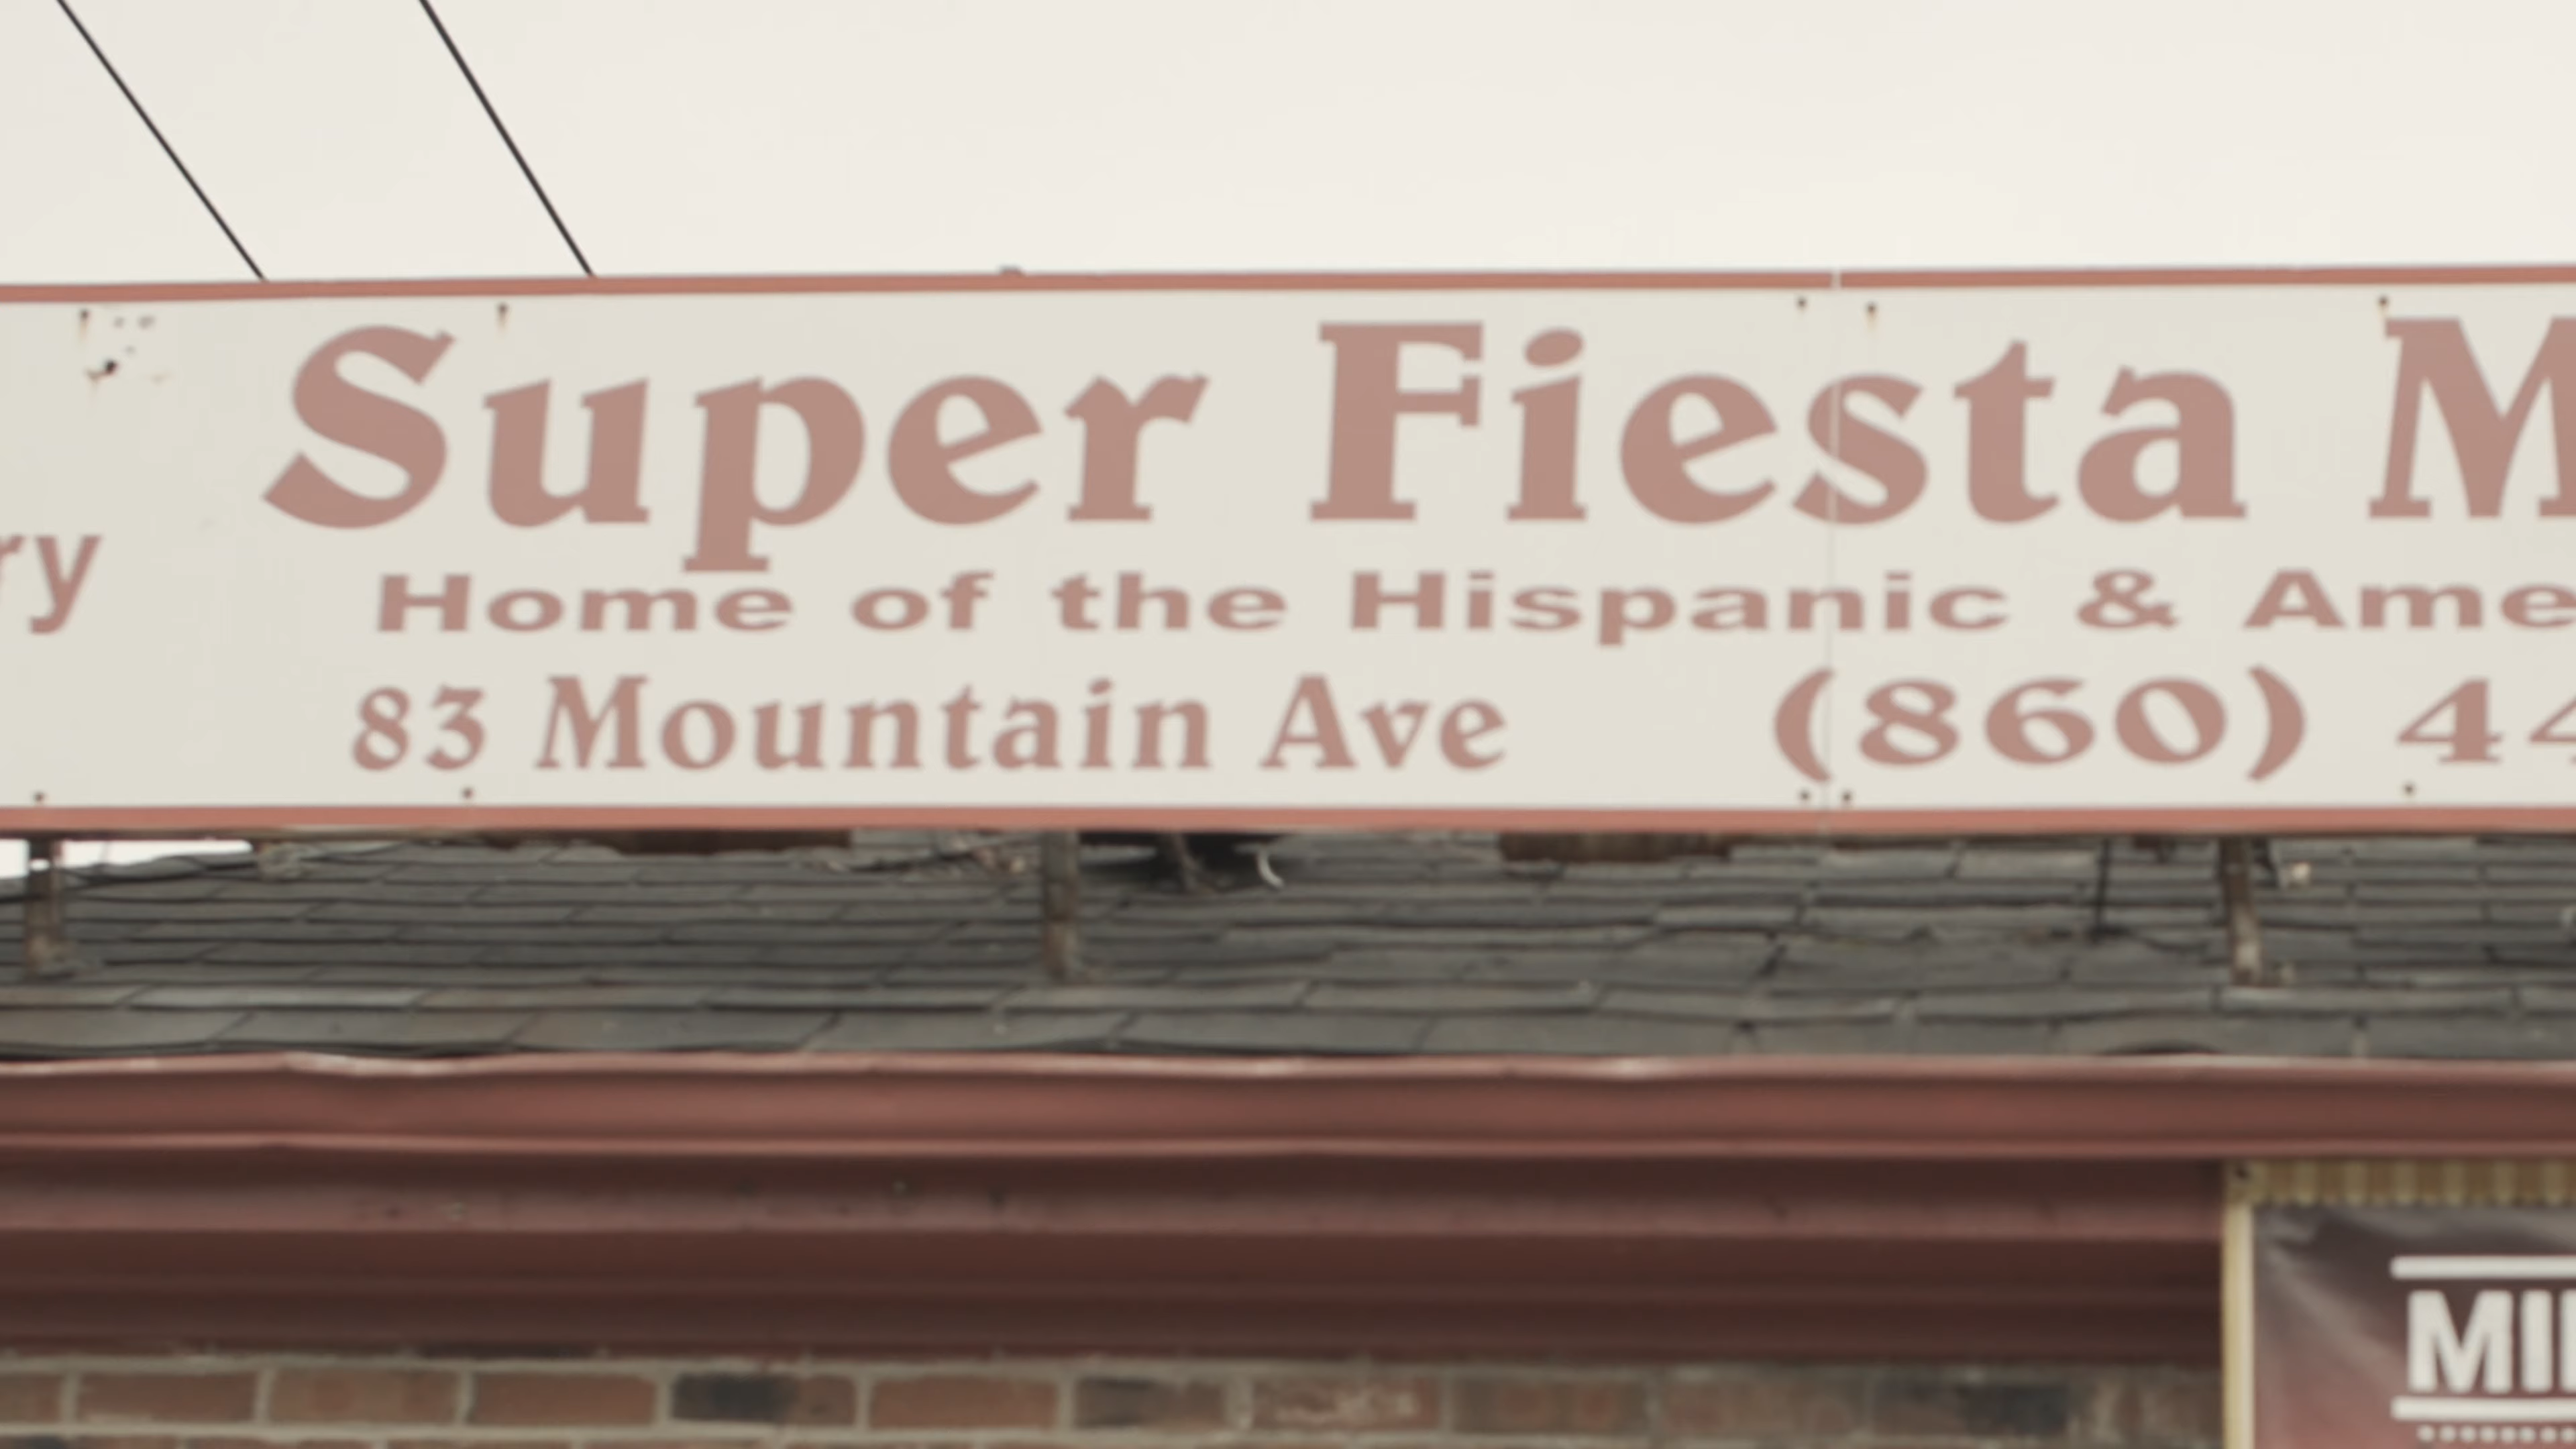 ry
Super Fiesta M
Home of the Hispanic & Ame
83 Mountain Ave (860) 44
MI